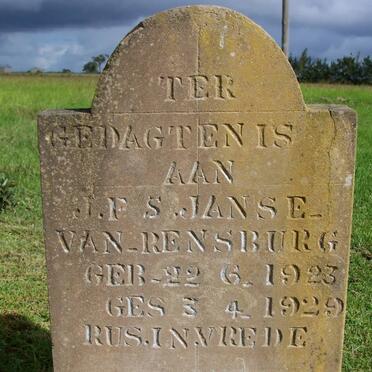 TER
GEDAGTENIS
AAN
J.F.S.JANSE-
VAN-RENSBURG
GEB-22 6.1923
GES 3 4.1929
RUS.IN.VREDE